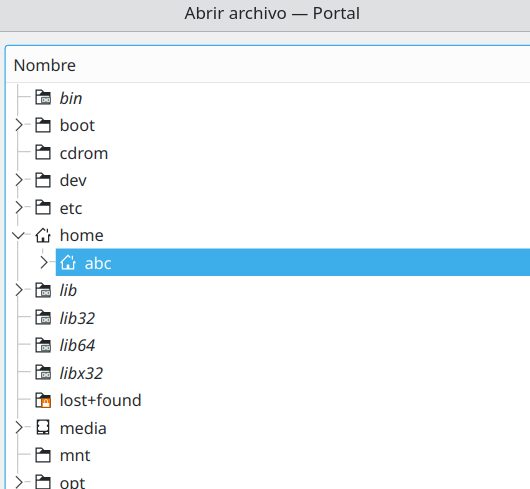 Abrir archivo — Portal
Nombre
bin
boot
cdrom
dev
etc
home
abc
lib
lib32
lib64
libx32
lost+found
media
mnt
opt